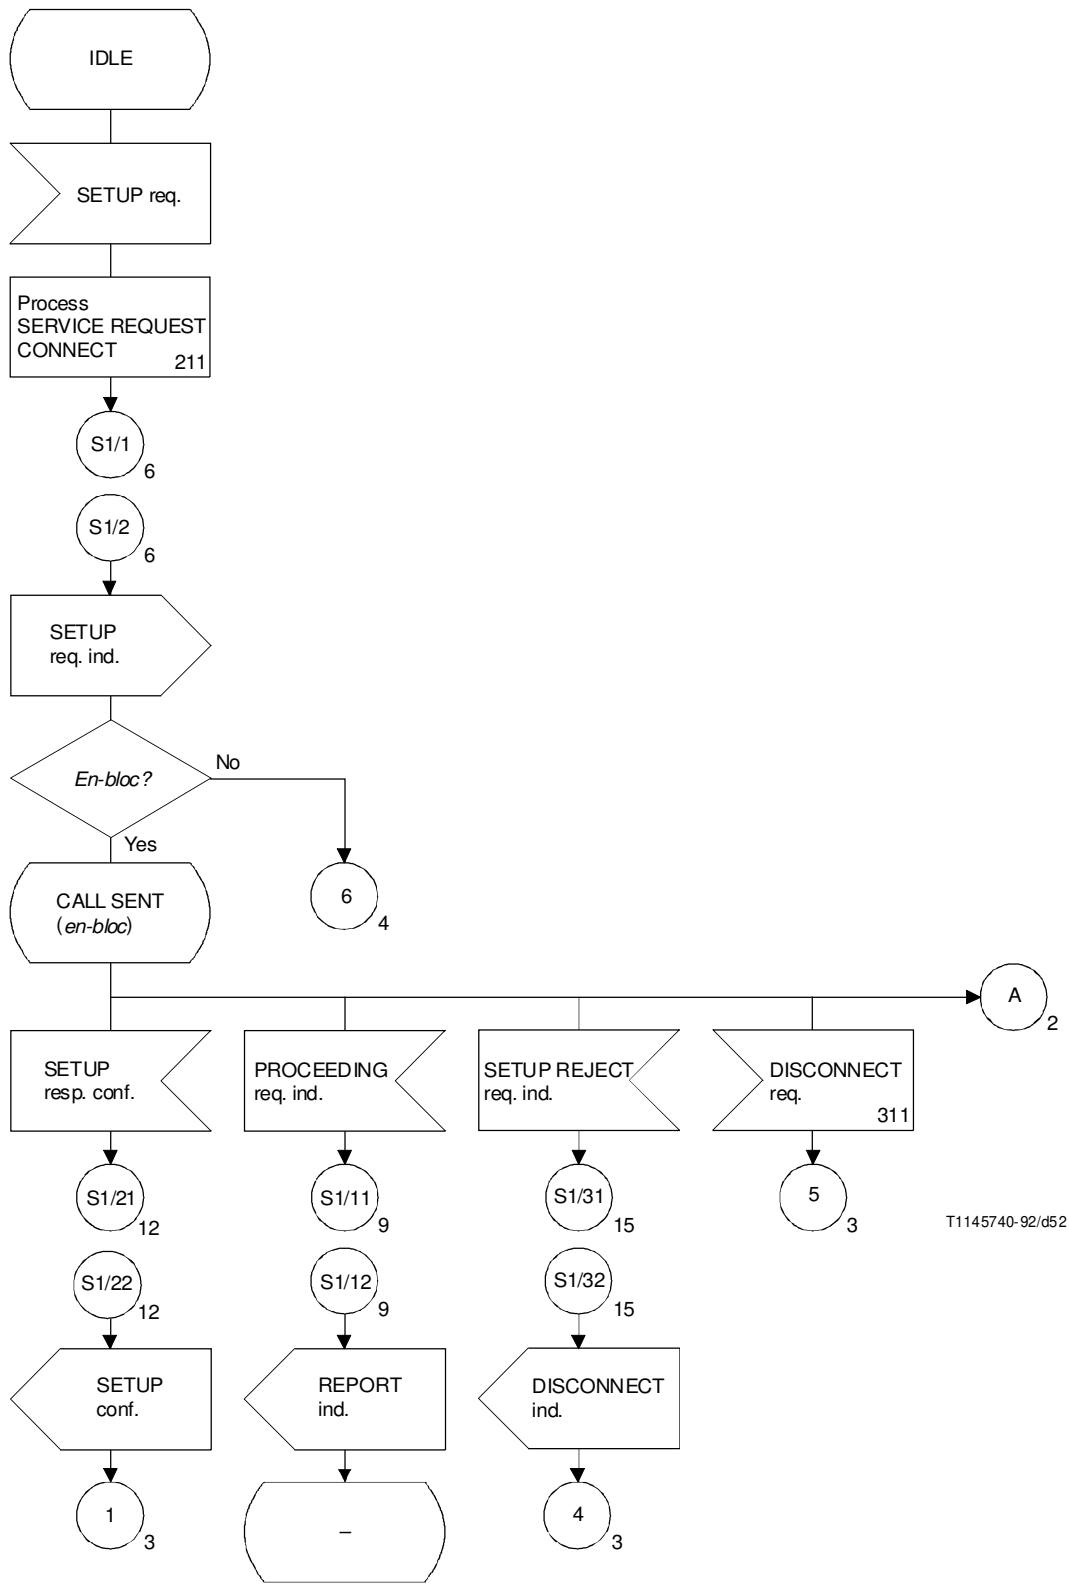 IDLE
SETUP req.
Process
SERVICE REQUEST
CONNECT
211
S1/1
6
S1/2
6
SETUP
req. ind.
En-bloc?
No
Yes
CALL SENT
(en-bloc)
6
4
A
2
SETUP
resp. conf.
PROCEEDING
req. ind.
SETUP REJECT
req. ind.
DISCONNECT
req.
311
S1/21
12
S1/11
9
S1/31
15
5
3
T1145740-92/d52
S1/22
12
S1/12
9
S1/32
15
SETUP
conf.
REPORT
ind.
DISCONNECT
ind.
1
3
–
4
3